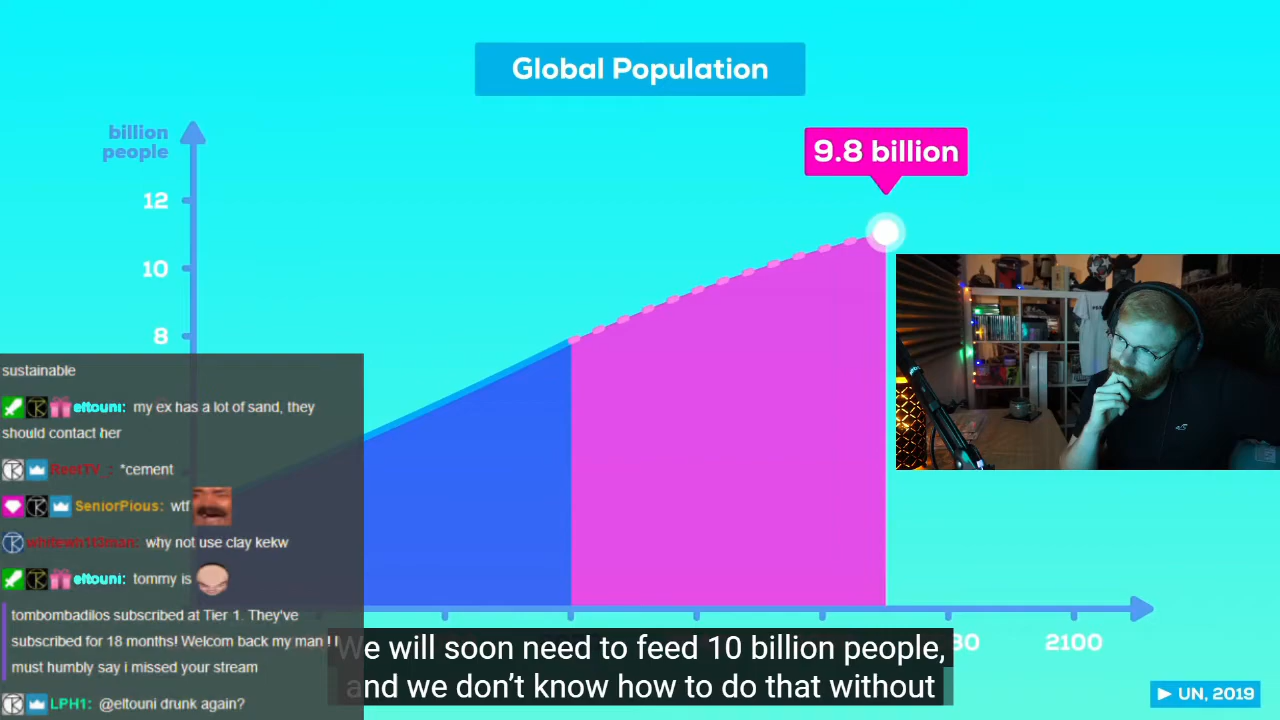 Global Population
billion
people
9.8 billion
12
10
8
sustainable
eltouni: my ex has a lot of sand, they
should contact her
ReetTV_: *cement
SeniorPious: wtf
why not use clay kekw
eltouni: tommy is
tombombadilos subscribed at Tier 1. They've
subscribed for 18 months! Welcom back my man ! I
must humbly say i missed your stream
LPH1: @eltouni drunk again?
80
2100
We will soon need to feed 10 billion people,
and we don't know how to do that without
UN, 2019